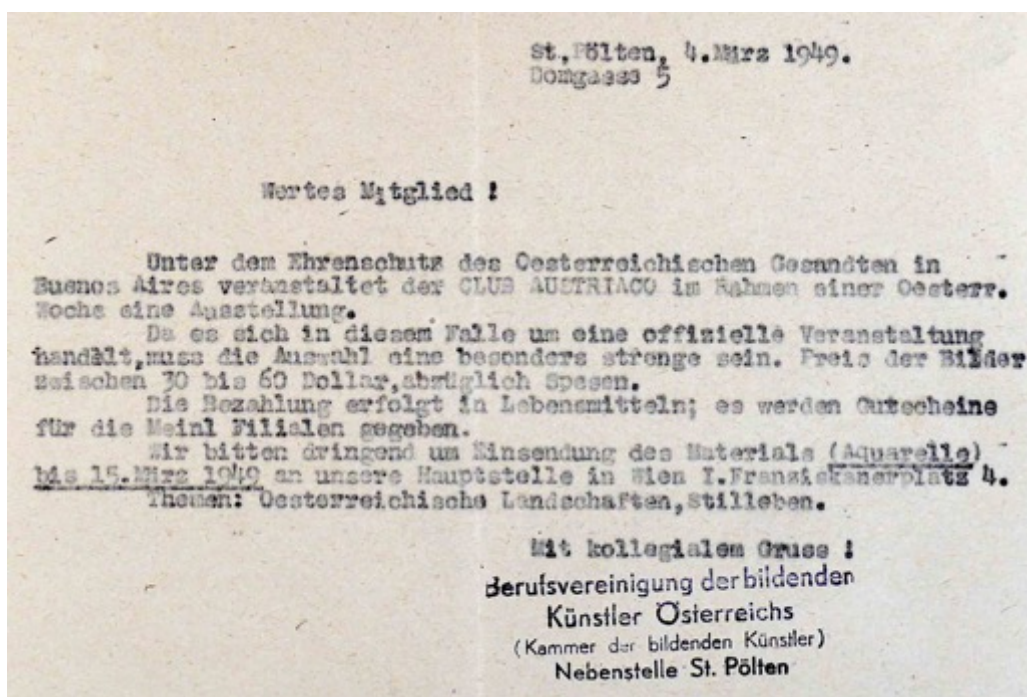 St.Pölten, 4.März 1949.
Domgasse 5
Wertes Mitglied !
Unter dem Ehrenschutz des Oesterreichischen Gesandten in
Buenos Aires veranstaltet der CLUB AUSTRIACO im Rahmen einer Oesterr.
Woche eine Ausstellung.
Da es sich in diesem Falle um eine offizielle Veranstaltung
handelt,muss die Auswahl eine besonders strenge sein. Preis der Bilder
zwischen 30 bis 60 Dollar,abzüglich Spesen.
Die Bezahlung erfolgt in Lebensmitteln; es werden Gutscheine
für die Meinl Filialen gegeben.
Wir bitten dringend um Einsendung des Materials (Aquarelle)
bis 15.März 1949 an unsere Hauptstelle in Wien I.Franziskanerplatz 4.
Themen: Oesterreichische Landschaften,Stilleben.
Mit kollegialem Gruss !
Berufsvereinigung der bildenden
Künstler Österreichs
(Kammer der bildenden Künstler)
Nebenstelle St. Pölten